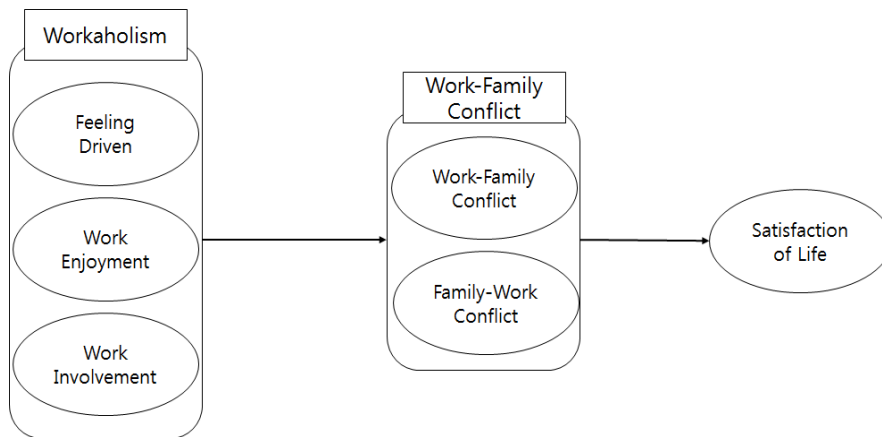 Workaholism
Feeling
Driven
Work
Enjoyment
Work
Involvement
Work-Family
Conflict
Work-Family
Conflict
Family-Work
Conflict
Satisfaction
of Life